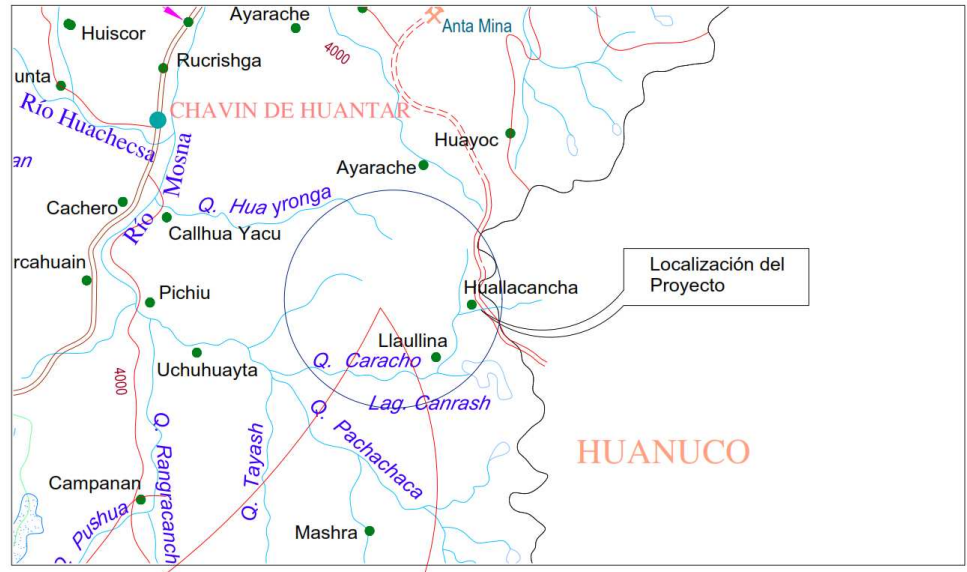 Ayarache
Huiscor
Anta Mina
4000
Rucrishga
unta
CHAVIN DE HUANTAR
Río Huachecsa
Río Mosna
Huayoc
an
Ayarache
Q. Huayronga
Cachero
Callhua Yacu
rcahuain
Localización del
Proyecto
Pichiu
Huallacancha
Llaullina
Uchuhuayta
Q. Caracho
4000
Lag. Canrash
Q. Pachachaca
Q. Rangracanch
Q. Tayash
HUANUCO
Campanan
Q. Pushua
Mashra